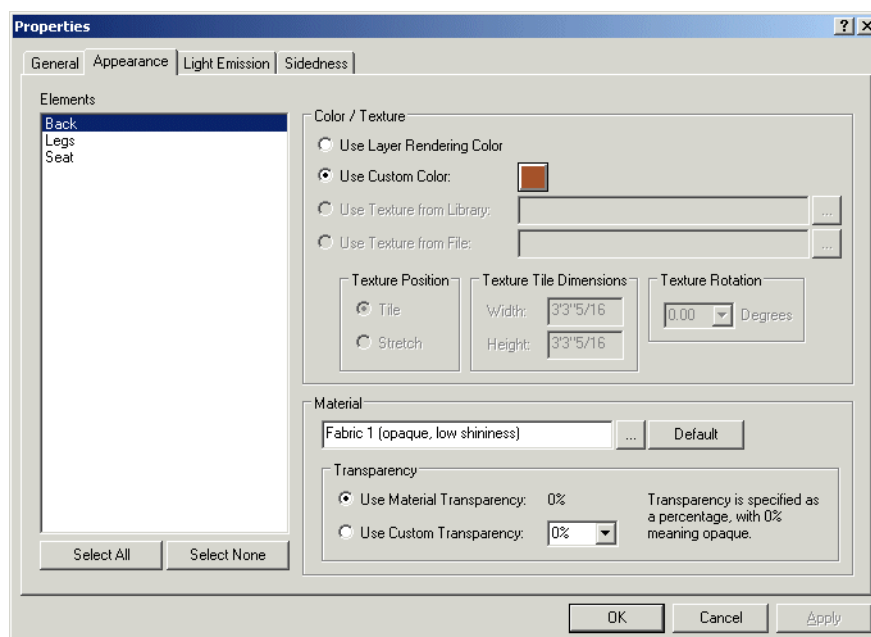 Properties
General
Appearance
Light Emission
Sidedness
Elements
Back
Legs
Seat
Select All
Select None
Color / Texture
Use Layer Rendering Color
Use Custom Color:
Use Texture from Library:
...
Use Texture from File:
...
Texture Position
Tile
Stretch
Texture Tile Dimensions
Width: 3'3"5/16
Height: 3'3"5/16
Texture Rotation
0.00 Degrees
Material
Fabric 1 (opaque, low shininess)
...
Default
Transparency
Use Material Transparency: 0%
Use Custom Transparency: 0%
Transparency is specified as
a percentage, with 0%
meaning opaque.
OK
Cancel
Apply